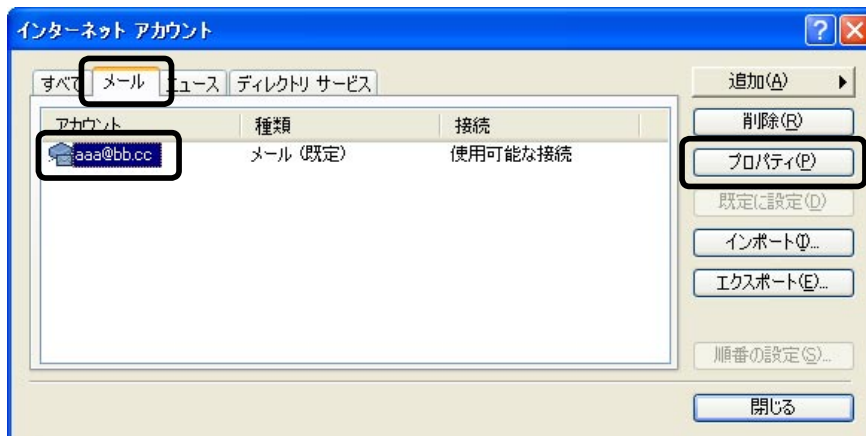 インターネット アカウント
すべて メール ニュース ディレクトリ サービス
追加(A)
アカウント 種類 接続
削除(R)
aaa@bb.cc メール (既定) 使用可能な接続
プロパティ(P)
既定に設定(D)
インポート(I)...
エクスポート(E)...
順番の設定(S)...
閉じる